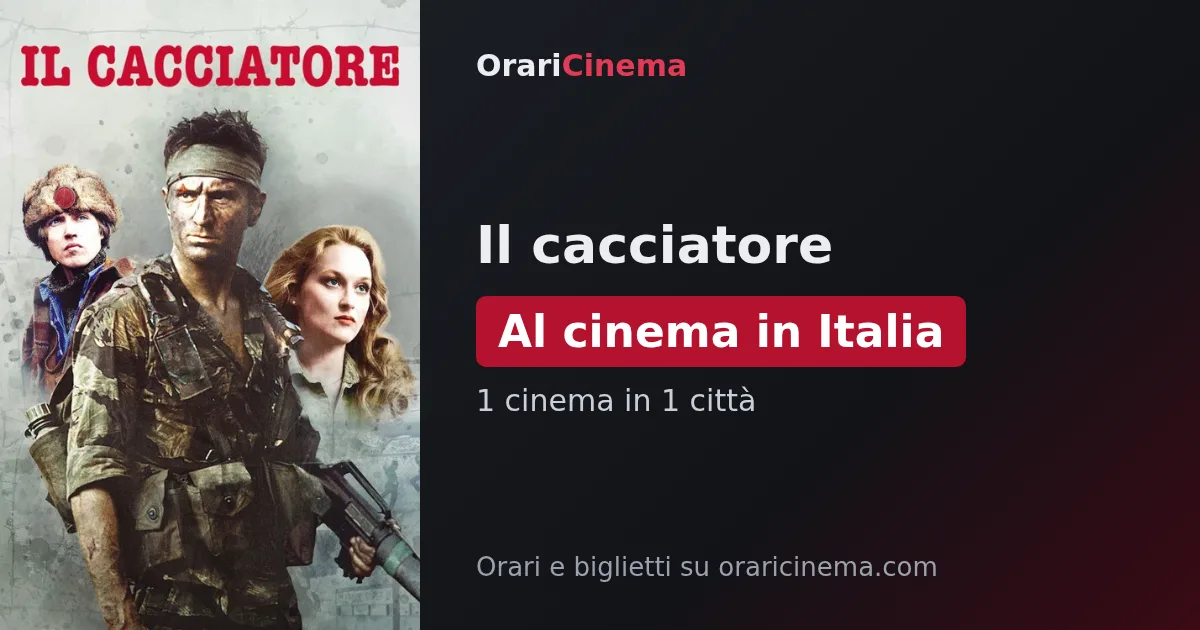 IL CACCIATORE
OrariCinema
Il cacciatore
Al cinema in Italia
1 cinema in 1 città
Orari e biglietti su oraricinema.com